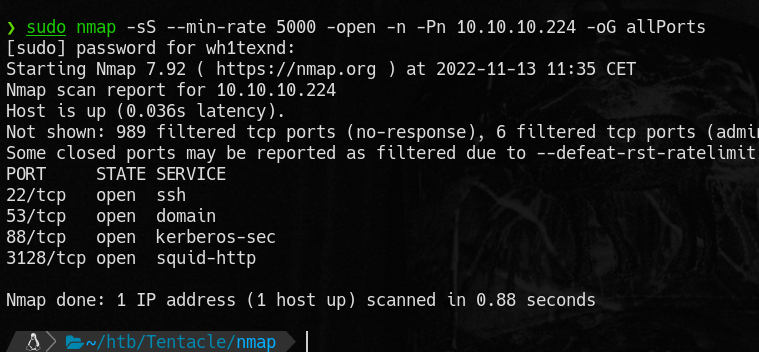 ❯ sudo nmap -sS --min-rate 5000 -open -n -Pn 10.10.10.224 -oG allPorts
[sudo] password for wh1texnd:
Starting Nmap 7.92 ( https://nmap.org ) at 2022-11-13 11:35 CET
Nmap scan report for 10.10.10.224
Host is up (0.036s latency).
Not shown: 989 filtered tcp ports (no-response), 6 filtered tcp ports (admi
Some closed ports may be reported as filtered due to --defeat-rst-ratelimit
PORT     STATE SERVICE
22/tcp   open  ssh
53/tcp   open  domain
88/tcp   open  kerberos-sec
3128/tcp open  squid-http
Nmap done: 1 IP address (1 host up) scanned in 0.88 seconds
~/htb/Tentacle/nmap